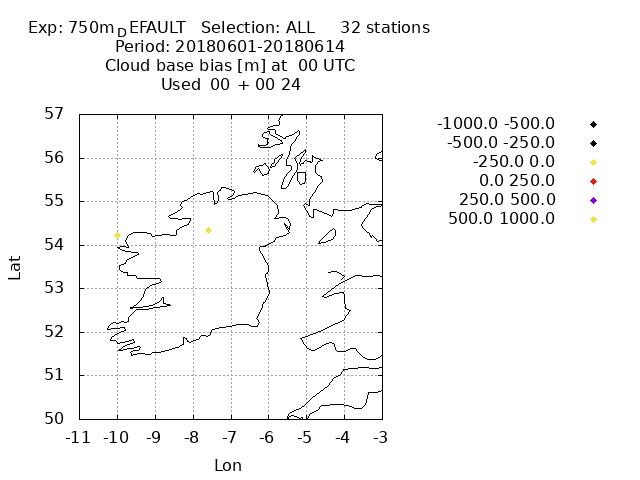 Exp: 750mDEFAULT Selection: ALL 32 stations
Period: 20180601-20180614
Cloud base bias [m] at 00 UTC
Used 00 + 00 24
-1000.0 -500.0
-500.0 -250.0
-250.0 0.0
0.0 250.0
250.0 500.0
500.0 1000.0
57
56
55
54
53
52
51
50
Lat
-11 -10 -9 -8 -7 -6 -5 -4 -3
Lon